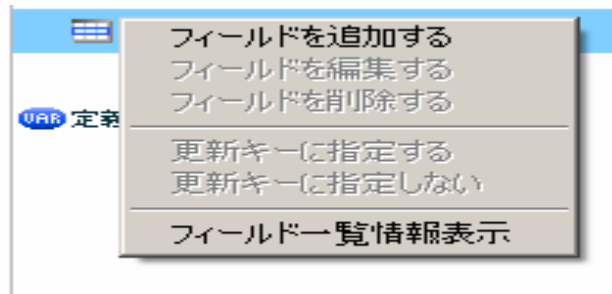 フィールドを追加する
フィールドを編集する
フィールドを削除する
VAR 定義
更新キーに指定する
更新キーに指定しない
フィールド一覧情報表示